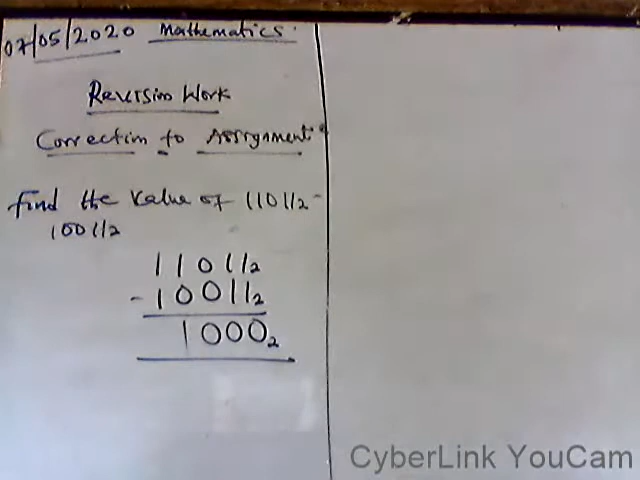 07/05/2020 Mathematics.
Reversion Work
Correction to Assignment
Find the value of 11011₂ -
10011₂
11011₂
- 10011₂
1000₂
CyberLink YouCam